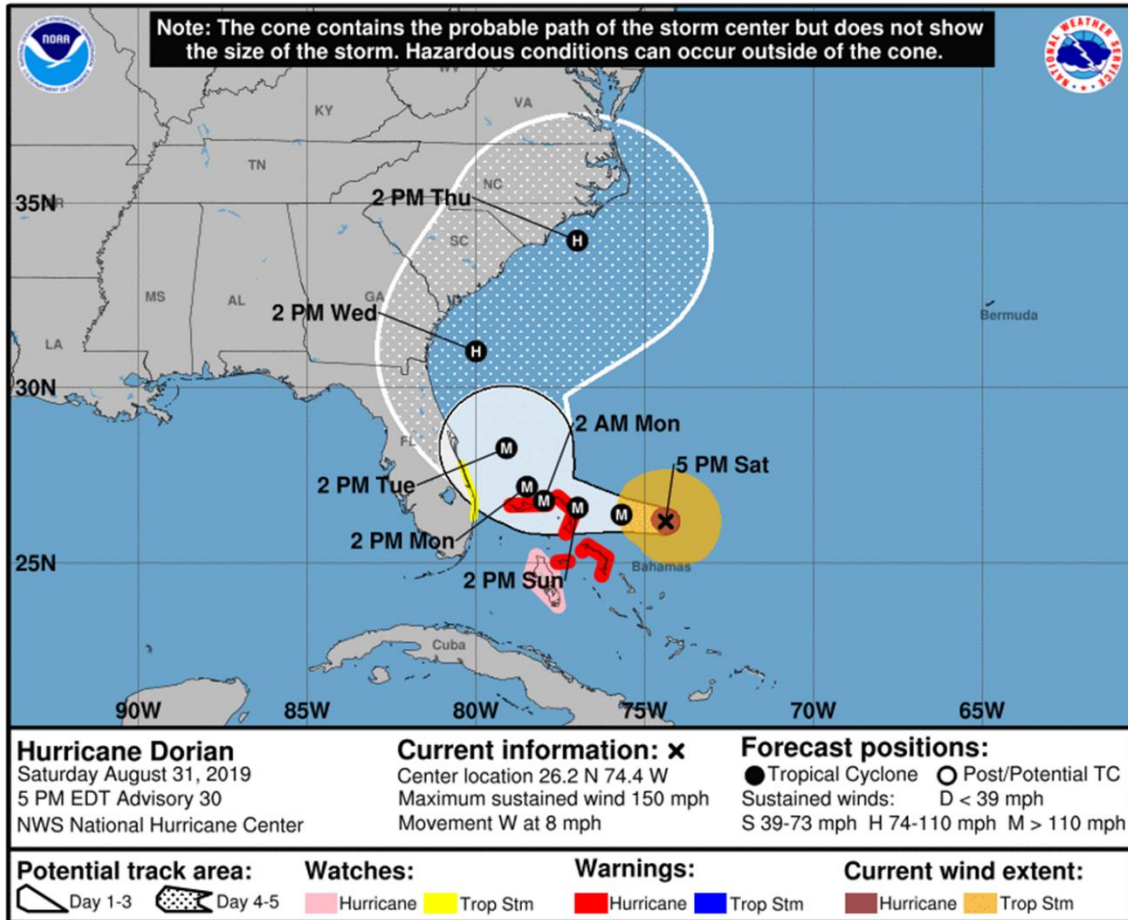 Note: The cone contains the probable path of the storm center but does not show
the size of the storm. Hazardous conditions can occur outside of the cone.
NOAA
NATIONAL WEATHER SERVICE
VA
KY
TN
NC
35N
2 PM Thu
H
SC
MS
AL
GA
2 PM Wed
H
Bermuda
LA
30N
2 AM Mon
FL
M
5 PM Sat
2 PM Tue
M
M
M
M
2 PM Mon
25N
Bahamas
2 PM Sun
Cuba
90W
85W
80W
75W
70W
65W
Hurricane Dorian
Saturday August 31, 2019
5 PM EDT Advisory 30
NWS National Hurricane Center
Current information: ×
Center location 26.2 N 74.4 W
Maximum sustained wind 150 mph
Movement W at 8 mph
Forecast positions:
Tropical Cyclone Post/Potential TC
Sustained winds: D < 39 mph
S 39-73 mph H 74-110 mph M > 110 mph
Potential track area:
Day 1-3 Day 4-5
Watches:
Hurricane Trop Stm
Warnings:
Hurricane Trop Stm
Current wind extent:
Hurricane Trop Stm